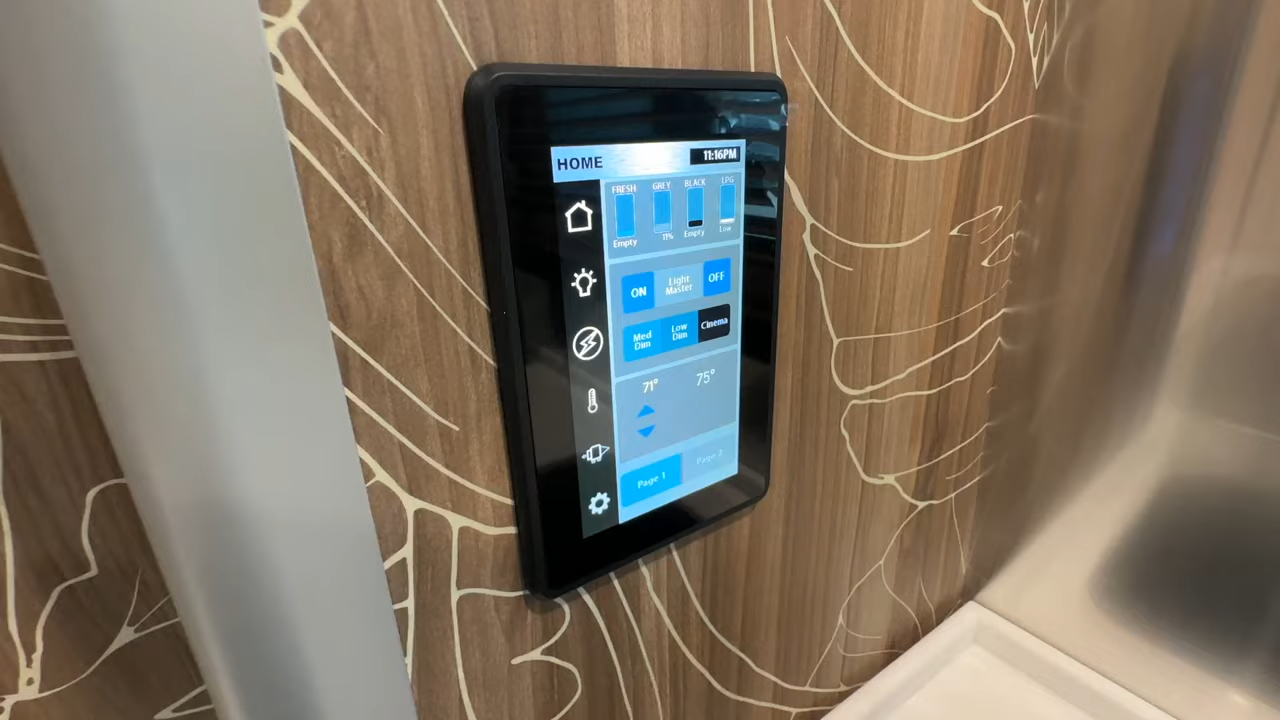 HOME 11:16PM
FRESH GREY BLACK LPG
Empty 11% Empty Low
ON Light Master OFF
Med Dim Low Dim Cinema
71° 75°
Page 1 Page 2